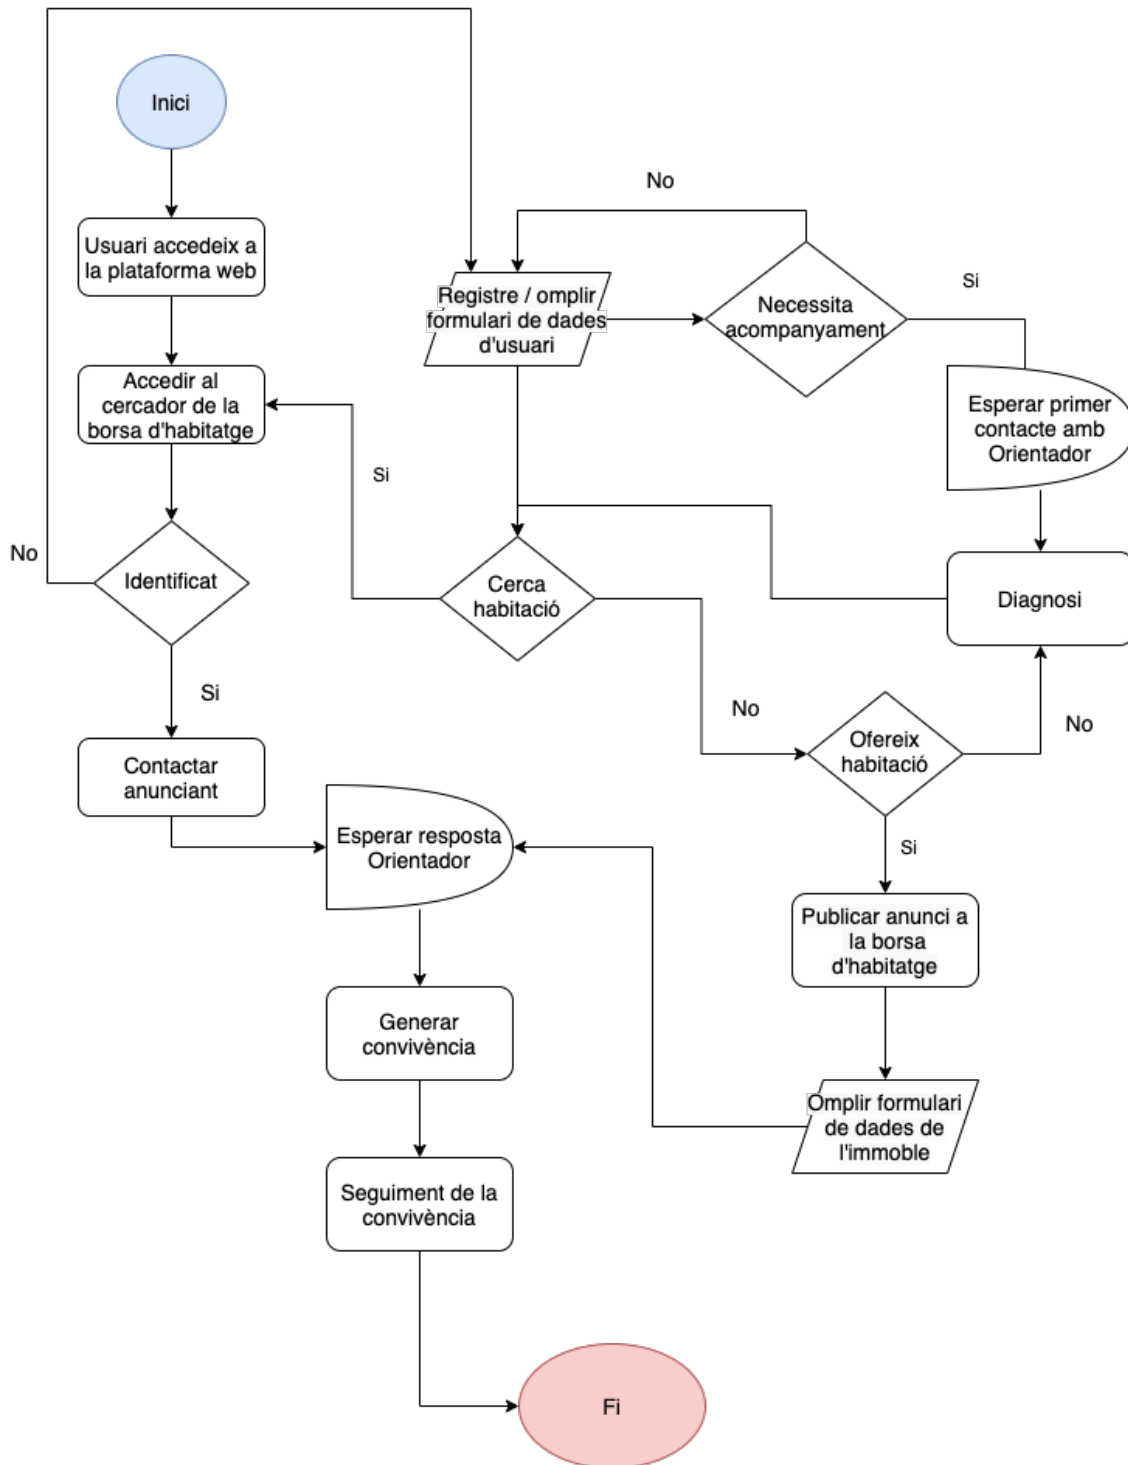 Inici
No
Usuari accedeix a
la plataforma web
Si
Registre / omplir
formulari de dades
d'usuari
Necessita
acompanyament
Accedir al
cercador de la
borsa d'habitatge
Esperar primer
contacte amb
Orientador
Si
No
Identificat
Cerca
habitació
Diagnosi
Si
No
Ofereix
habitació
No
Contactar
anunciant
Esperar resposta
Orientador
Si
Publicar anunci a
la borsa
d'habitatge
Generar
convivència
Omplir formulari
de dades de
l'immoble
Seguiment de la
convivència
Fi